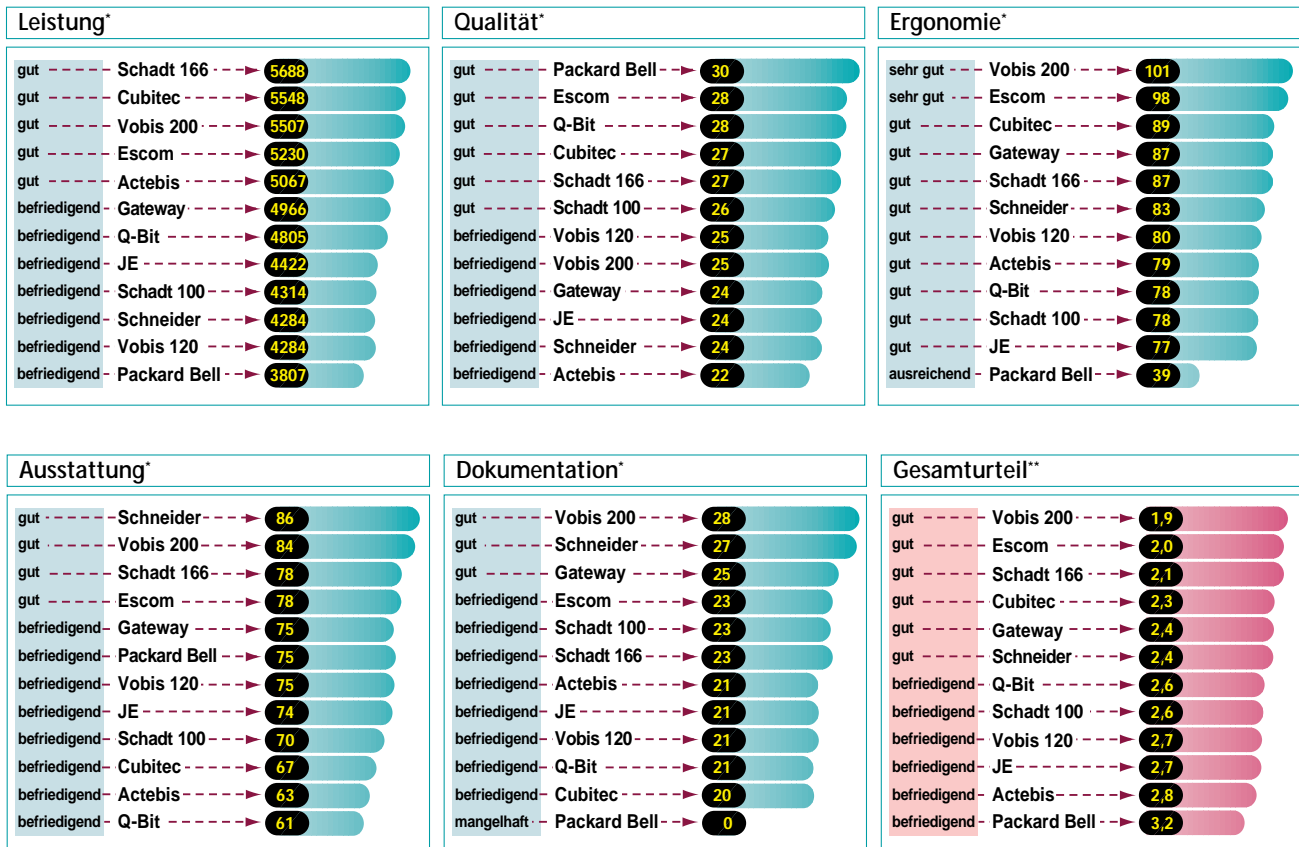 Leistung*
gut Schadt 166 5688
gut Cubitec 5548
gut Vobis 200 5507
gut Escom 5230
gut Actebis 5067
befriedigend Gateway 4966
befriedigend Q-Bit 4805
befriedigend JE 4422
befriedigend Schadt 100 4314
befriedigend Schneider 4284
befriedigend Vobis 120 4284
befriedigend Packard Bell 3807
Qualität*
gut Packard Bell 30
gut Escom 28
gut Q-Bit 28
gut Cubitec 27
gut Schadt 166 27
gut Schadt 100 26
befriedigend Vobis 120 25
befriedigend Vobis 200 25
befriedigend Gateway 24
befriedigend JE 24
befriedigend Schneider 24
befriedigend Actebis 22
Ergonomie*
sehr gut Vobis 200 101
sehr gut Escom 98
gut Cubitec 89
gut Gateway 87
gut Schadt 166 87
gut Schneider 83
gut Vobis 120 80
gut Actebis 79
gut Q-Bit 78
gut Schadt 100 78
gut JE 77
ausreichend Packard Bell 39
Ausstattung*
gut Schneider 86
gut Vobis 200 84
gut Schadt 166 78
gut Escom 78
befriedigend Gateway 75
befriedigend Packard Bell 75
befriedigend Vobis 120 75
befriedigend JE 74
befriedigend Schadt 100 70
befriedigend Cubitec 67
befriedigend Actebis 63
befriedigend Q-Bit 61
Dokumentation*
gut Vobis 200 28
gut Schneider 27
gut Gateway 25
befriedigend Escom 23
befriedigend Schadt 100 23
befriedigend Schadt 166 23
befriedigend Actebis 21
befriedigend JE 21
befriedigend Vobis 120 21
befriedigend Q-Bit 21
befriedigend Cubitec 20
mangelhaft Packard Bell 0
Gesamturteil**
gut Vobis 200 1,9
gut Escom 2,0
gut Schadt 166 2,1
gut Cubitec 2,3
gut Gateway 2,4
gut Schneider 2,4
befriedigend Q-Bit 2,6
befriedigend Schadt 100 2,6
befriedigend Vobis 120 2,7
befriedigend JE 2,7
befriedigend Actebis 2,8
befriedigend Packard Bell 3,2